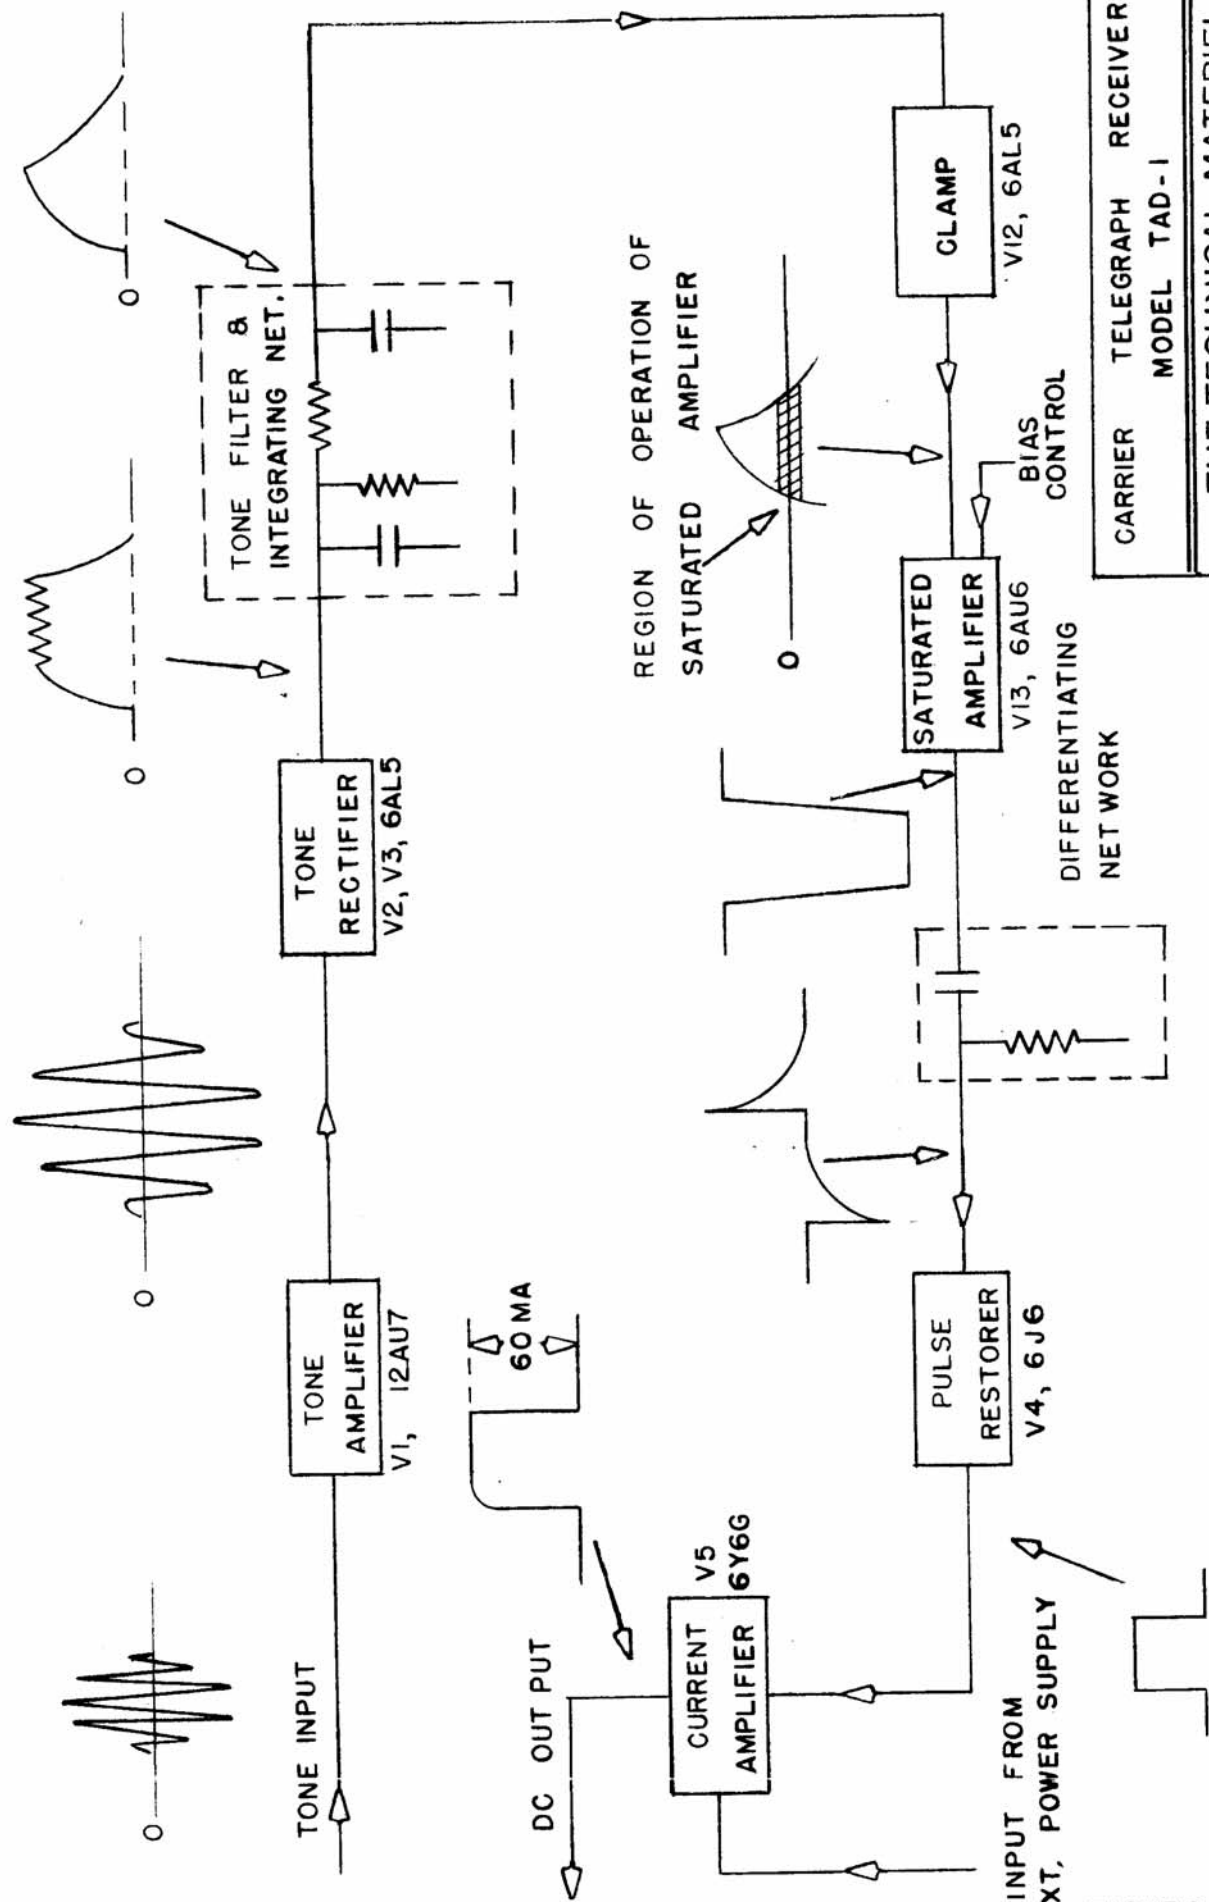 0
TONE INPUT
TONE
AMPLIFIER
V1, 12AU7
0
TONE
RECTIFIER
V2, V3, 6AL5
0
TONE FILTER &
INTEGRATING NET.
0
CLAMP
V12, 6AL5
REGION OF OPERATION OF
SATURATED AMPLIFIER
0
BIAS
CONTROL
SATURATED
AMPLIFIER
V13, 6AU6
DIFFERENTIATING
NETWORK
PULSE
RESTORER
V4, 6J6
60 MA
V5
6Y6G
CURRENT
AMPLIFIER
DC OUT PUT
INPUT FROM
XT, POWER SUPPLY
CARRIER TELEGRAPH RECEIVER
MODEL TAD-1